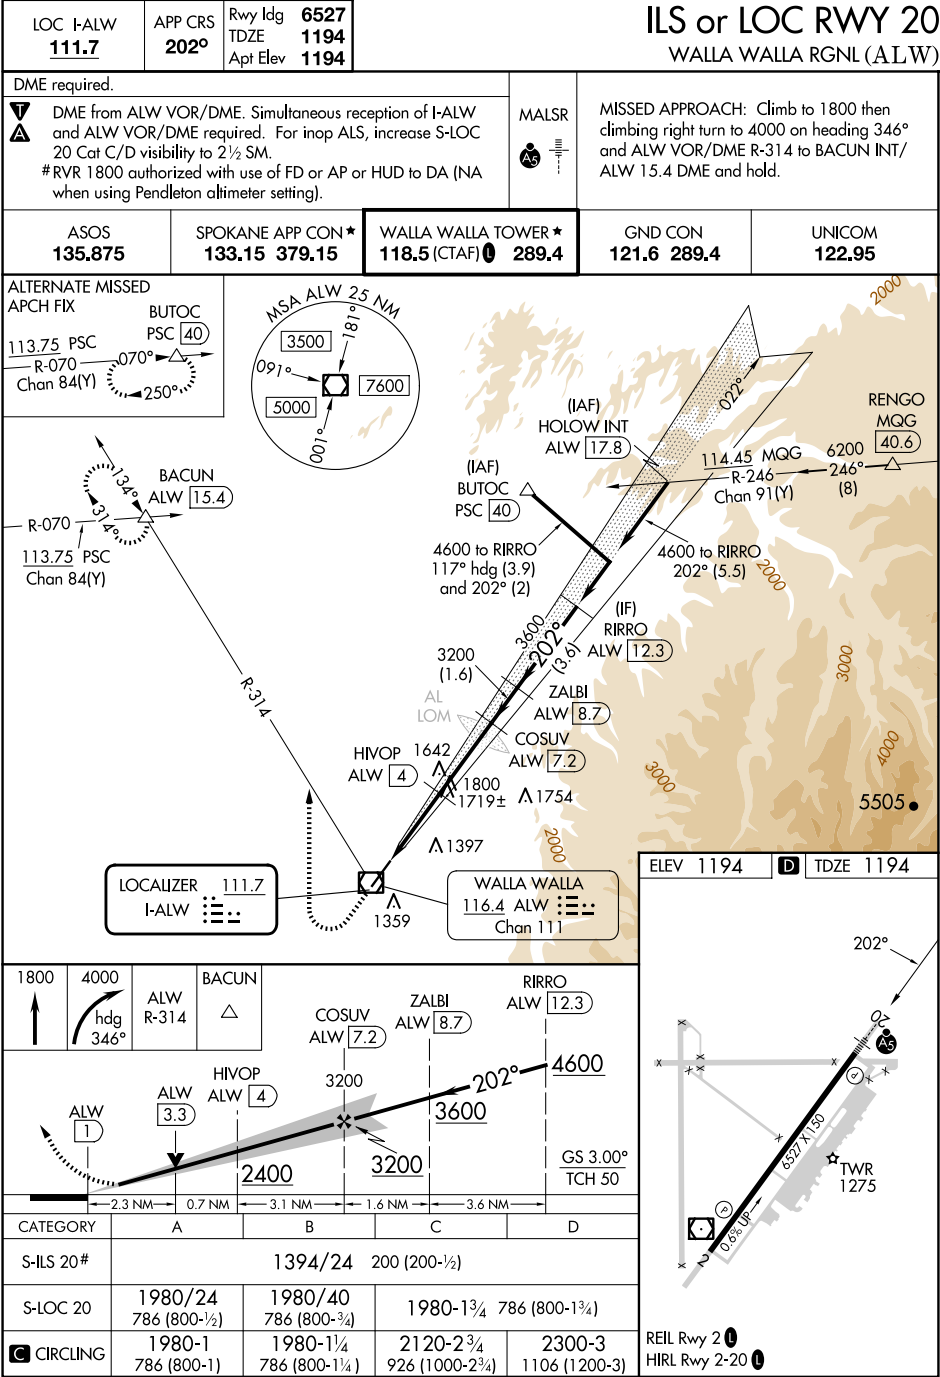 LOC I-ALW
111.7
APP CRS
202°
Rwy ldg 6527
TDZE 1194
Apt Elev 1194
ILS or LOC RWY 20
WALLA WALLA RGNL (ALW)
DME required.
T
A
DME from ALW VOR/DME. Simultaneous reception of I-ALW
and ALW VOR/DME required. For inop ALS, increase S-LOC
20 Cat C/D visibility to 2½ SM.
# RVR 1800 authorized with use of FD or AP or HUD to DA (NA
when using Pendleton altimeter setting).
MALSR
A5
MISSED APPROACH: Climb to 1800 then
climbing right turn to 4000 on heading 346°
and ALW VOR/DME R-314 to BACUN INT/
ALW 15.4 DME and hold.
ASOS
135.875
SPOKANE APP CON★
133.15 379.15
WALLA WALLA TOWER★
118.5 (CTAF) L 289.4
GND CON
121.6 289.4
UNICOM
122.95
ALTERNATE MISSED
APCH FIX
BUTOC
PSC 40
113.75 PSC
R-070
Chan 84(Y)
070°
250°
MSA ALW 25 NM
3500
181°
091°
7600
5000
001°
2000
022°
(IAF)
HOLOW INT
ALW 17.8
RENGO
MQG
40.6
114.45 MQG
R-246
Chan 91(Y)
6200
246°
(8)
(IAF)
BUTOC
PSC 40
BACUN
ALW 15.4
134°
314°
R-070
113.75 PSC
Chan 84(Y)
4600 to RIRRO
117° hdg (3.9)
and 202° (2)
4600 to RIRRO
202° (5.5)
2000
(IF)
RIRRO
ALW 12.3
3600
202°
(3.6)
3000
3200
(1.6)
R-314
AL
LOM
ZALBI
ALW 8.7
COSUV
ALW 7.2
4000
HIVOP
ALW 4
1642
1800
1719±
1754
3000
5505
1397
2000
LOCALIZER 111.7
I-ALW
1359
WALLA WALLA
116.4 ALW
Chan 111
ELEV 1194
D
TDZE 1194
202°
20
A5
P
6527 X 150
TWR
1275
P
0.6% UP
2
REIL Rwy 2 L
HIRL Rwy 2-20 L
1800
4000
hdg
346°
ALW
R-314
BACUN
RIRRO
ALW 12.3
ZALBI
ALW 8.7
COSUV
ALW 7.2
HIVOP
ALW 4
ALW
3.3
ALW
1
3200
202°
4600
3600
3200
2400
GS 3.00°
TCH 50
2.3 NM
0.7 NM
3.1 NM
1.6 NM
3.6 NM
CATEGORY A B C D
S-ILS 20# 1394/24 200 (200-½)
S-LOC 20
1980/24
786 (800-½)
1980/40
786 (800-¾)
1980-1¾ 786 (800-1¾)
C CIRCLING
1980-1
786 (800-1)
1980-1¼
786 (800-1¼)
2120-2¾
926 (1000-2¾)
2300-3
1106 (1200-3)